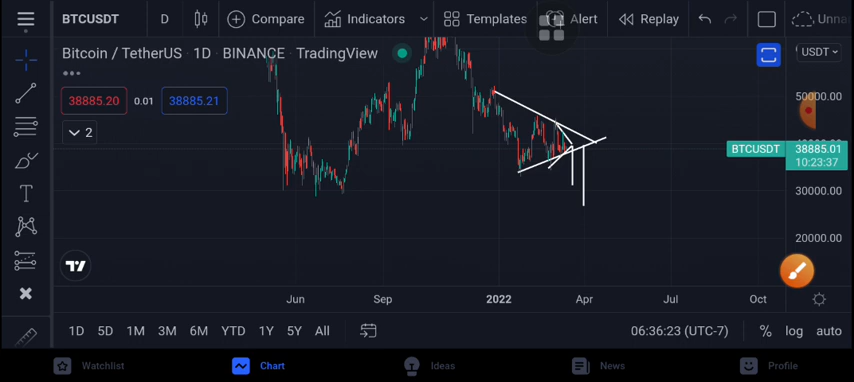 BTCUSDT D Compare Indicators Templates Alert Replay
Bitcoin / TetherUS · 1D · BINANCE · TradingView USDT
38885.20 0.01 38885.21
2
50000.00
BTCUSDT 38885.01
10:23:37
30000.00
20000.00
Jun Sep 2022 Apr Jul Oct
1D 5D 1M 3M 6M YTD 1Y 5Y All 06:36:23 (UTC-7) % log auto
Watchlist Chart Ideas News Profile